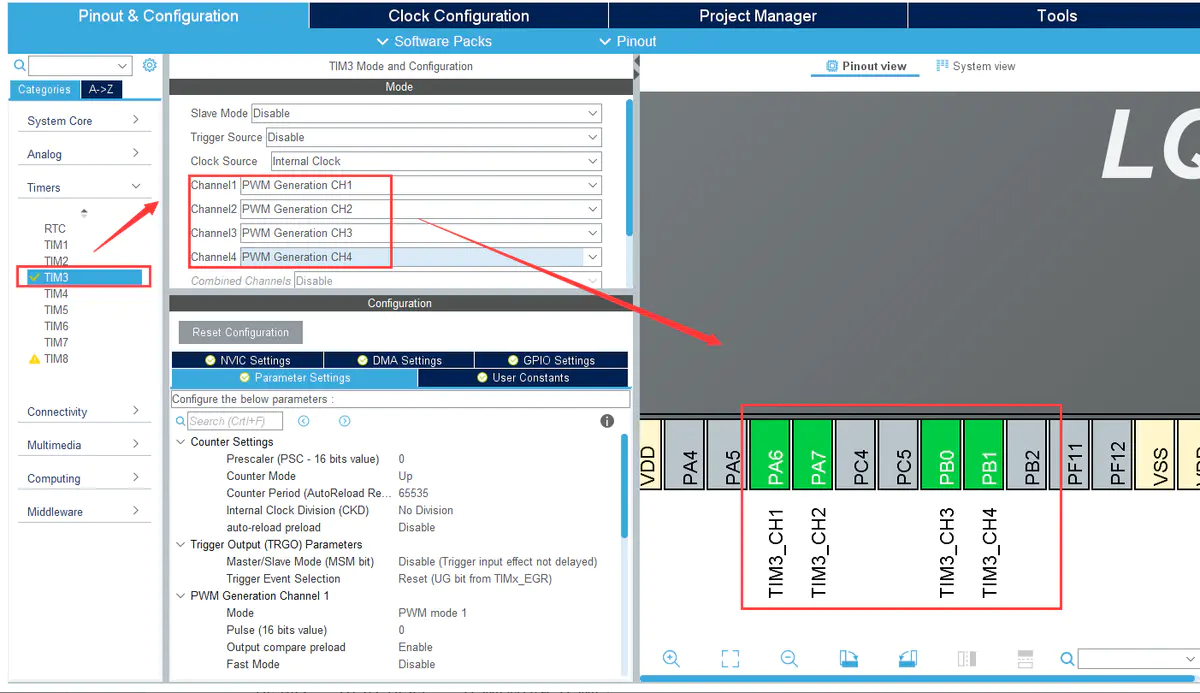 Pinout & Configuration
Clock Configuration
Project Manager
Tools
Software Packs
Pinout
Categories
A->Z
System Core
Analog
Timers
RTC
TIM1
TIM2
TIM3
TIM4
TIM5
TIM6
TIM7
TIM8
Connectivity
Multimedia
Computing
Middleware
TIM3 Mode and Configuration
Mode
Slave Mode Disable
Trigger Source Disable
Clock Source Internal Clock
Channel1 PWM Generation CH1
Channel2 PWM Generation CH2
Channel3 PWM Generation CH3
Channel4 PWM Generation CH4
Combined Channels Disable
Configuration
Reset Configuration
NVIC Settings
DMA Settings
GPIO Settings
Parameter Settings
User Constants
Configure the below parameters :
Search (Crtl+F)
Counter Settings
Prescaler (PSC - 16 bits value) 0
Counter Mode Up
Counter Period (AutoReload Re... 65535
Internal Clock Division (CKD) No Division
auto-reload preload Disable
Trigger Output (TRGO) Parameters
Master/Slave Mode (MSM bit) Disable (Trigger input effect not delayed)
Trigger Event Selection Reset (UG bit from TIMx_EGR)
PWM Generation Channel 1
Mode PWM mode 1
Pulse (16 bits value) 0
Output compare preload Enable
Fast Mode Disable
Pinout view
System view
LQ
VDD
PA4
PA5
PA6
PA7
PC4
PC5
PB0
PB1
PB2
PF11
PF12
VSS
TIM3_CH1
TIM3_CH2
TIM3_CH3
TIM3_CH4